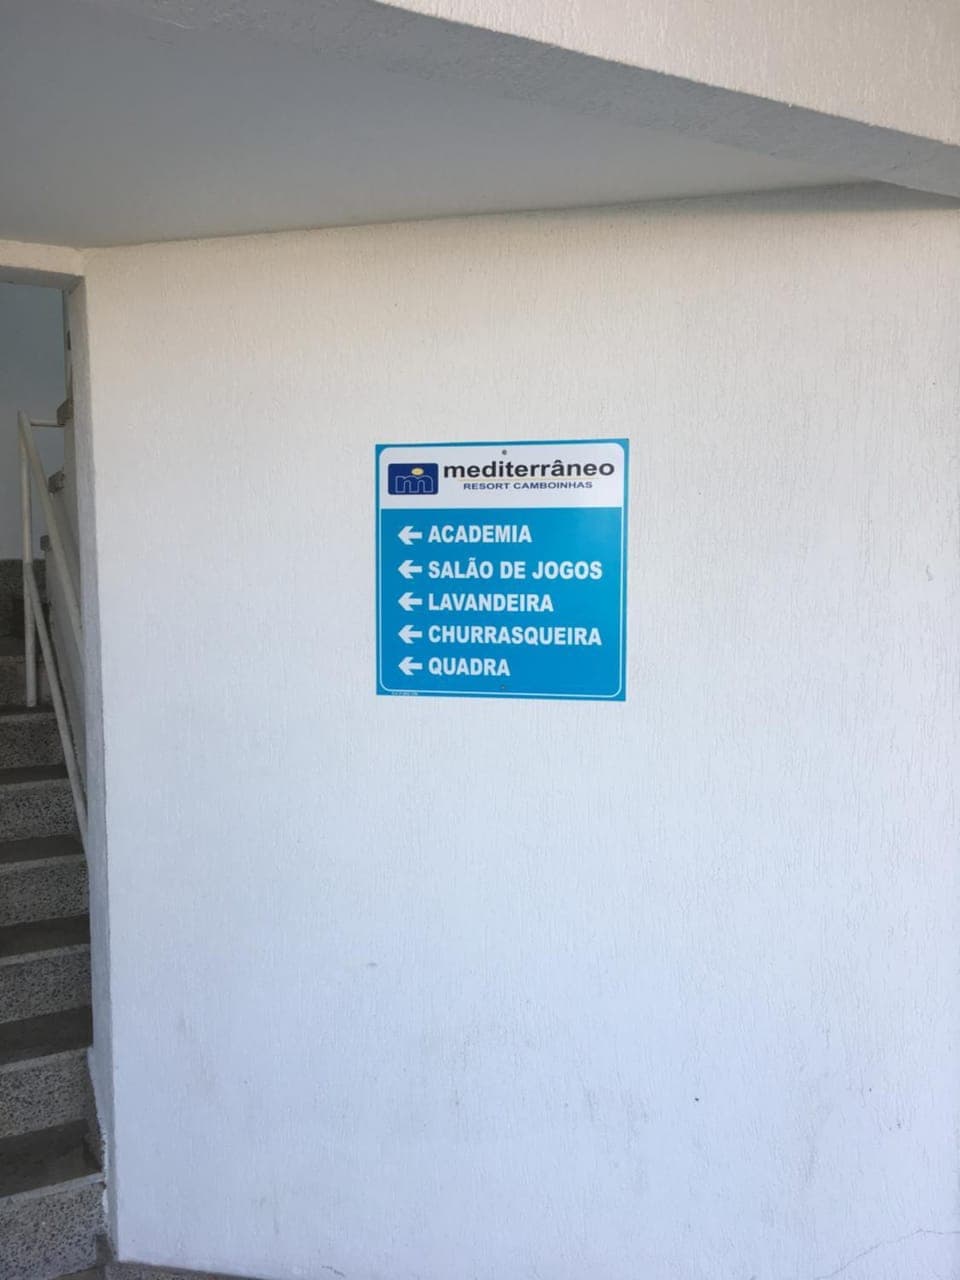 m mediterrâneo
RESORT CAMBOINHAS
ACADEMIA
SALÃO DE JOGOS
LAVANDEIRA
CHURRASQUEIRA
QUADRA